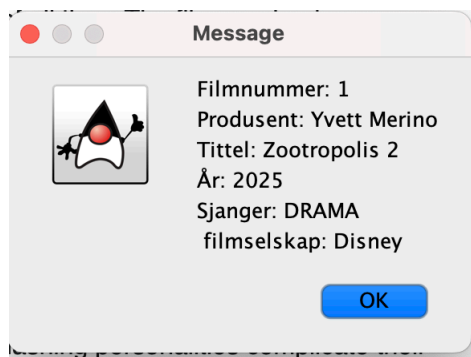 Message
Filmnummer: 1
Produsent: Yvett Merino
Tittel: Zootropolis 2
År: 2025
Sjanger: DRAMA
filmselskap: Disney
OK